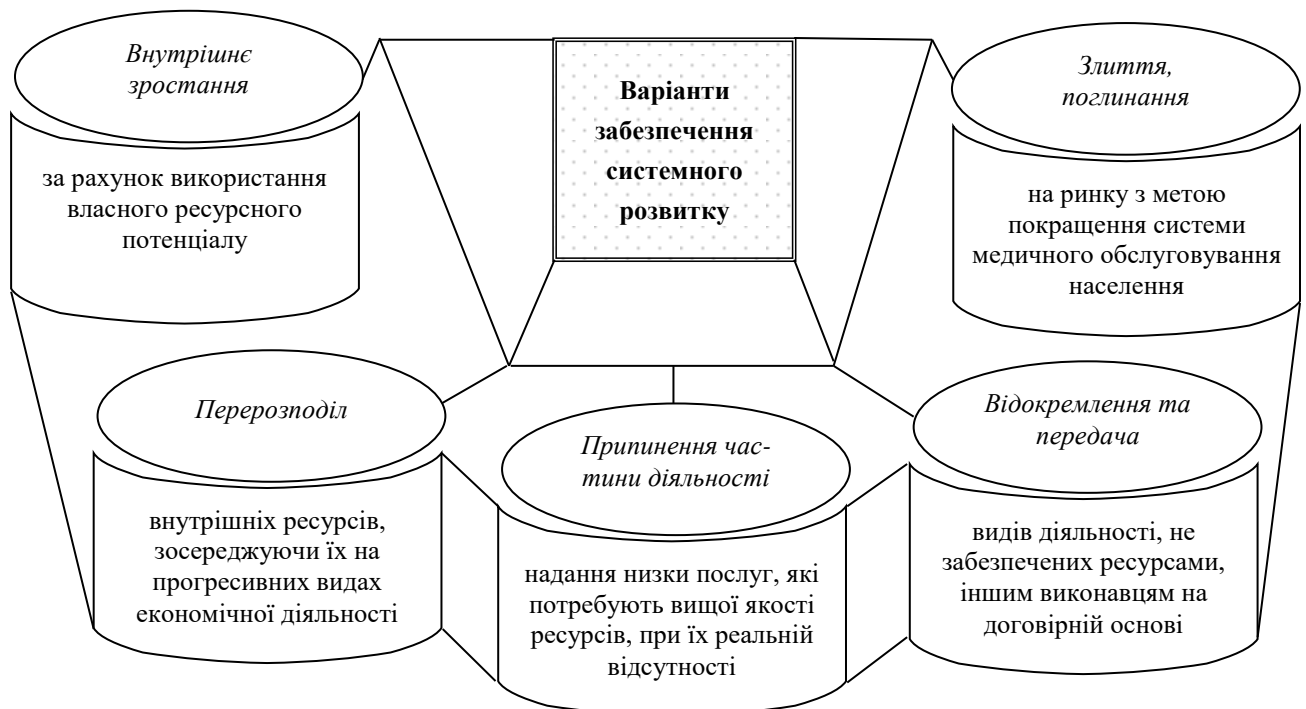 Варіанти
забезпечення
системного
розвитку
Внутрішнє
зростання
за рахунок використання
власного ресурсного
потенціалу
Злиття,
поглинання
на ринку з метою
покращення системи
медичного обслуговування
населення
Перерозподіл
внутрішніх ресурсів,
зосереджуючи їх на
прогресивних видах
економічної діяльності
Припинення час-
тини діяльності
надання низки послуг, які
потребують вищої якості
ресурсів, при їх реальній
відсутності
Відокремлення та
передача
видів діяльності, не
забезпечених ресурсами,
іншим виконавцям на
договірній основі